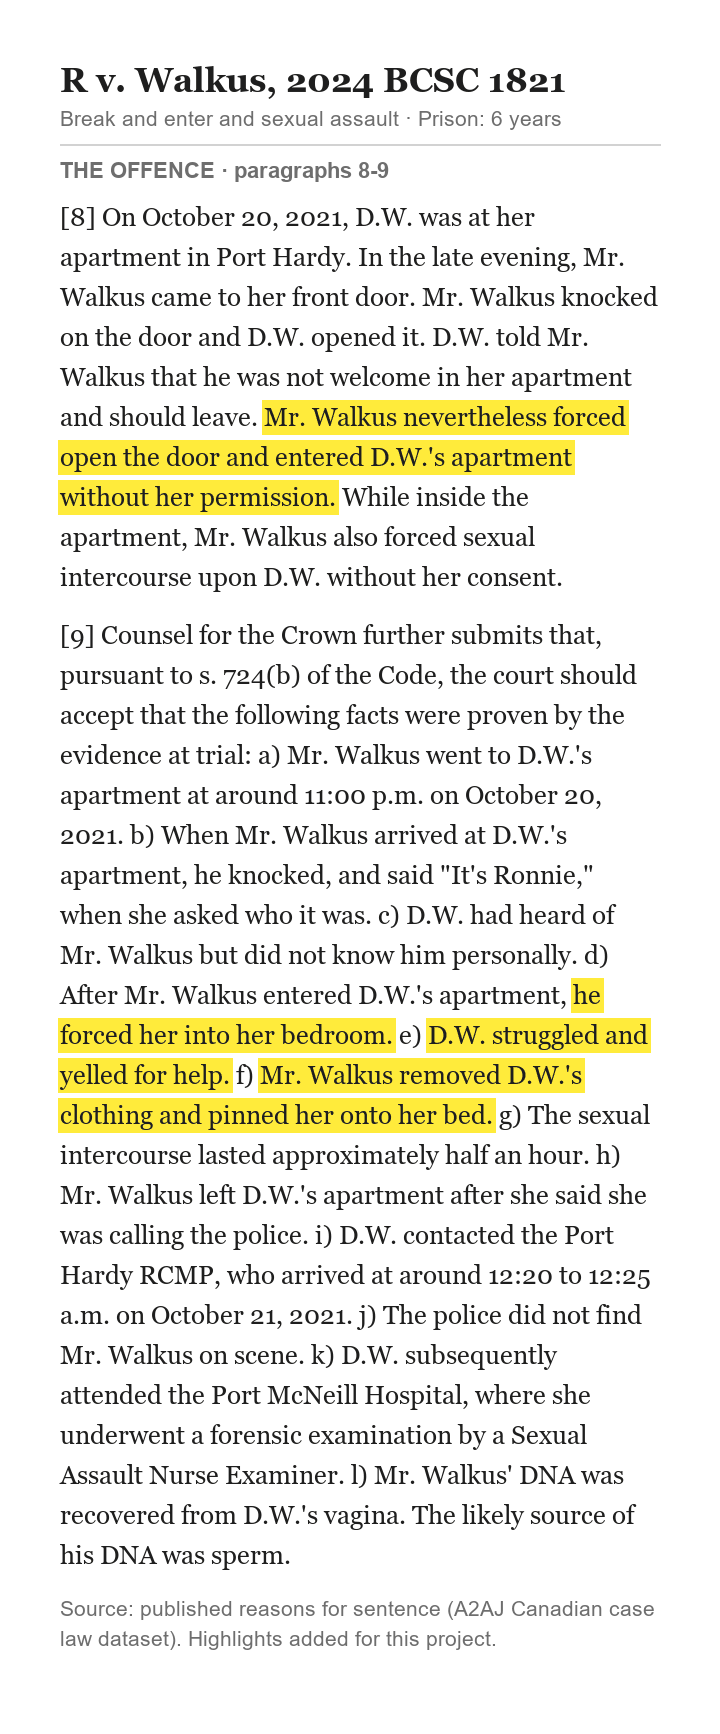 R v. Walkus, 2024 BCSC 1821
Break and enter and sexual assault · Prison: 6 years
THE OFFENCE · paragraphs 8-9
[8] On October 20, 2021, D.W. was at her
apartment in Port Hardy. In the late evening, Mr.
Walkus came to her front door. Mr. Walkus knocked
on the door and D.W. opened it. D.W. told Mr.
Walkus that he was not welcome in her apartment
and should leave. Mr. Walkus nevertheless forced
open the door and entered D.W.'s apartment
without her permission. While inside the
apartment, Mr. Walkus also forced sexual
intercourse upon D.W. without her consent.
[9] Counsel for the Crown further submits that,
pursuant to s. 724(b) of the Code, the court should
accept that the following facts were proven by the
evidence at trial: a) Mr. Walkus went to D.W.'s
apartment at around 11:00 p.m. on October 20,
2021. b) When Mr. Walkus arrived at D.W.'s
apartment, he knocked, and said "It's Ronnie,"
when she asked who it was. c) D.W. had heard of
Mr. Walkus but did not know him personally. d)
After Mr. Walkus entered D.W.'s apartment, he
forced her into her bedroom. e) D.W. struggled and
yelled for help. f) Mr. Walkus removed D.W.'s
clothing and pinned her onto her bed. g) The sexual
intercourse lasted approximately half an hour. h)
Mr. Walkus left D.W.'s apartment after she said she
was calling the police. i) D.W. contacted the Port
Hardy RCMP, who arrived at around 12:20 to 12:25
a.m. on October 21, 2021. j) The police did not find
Mr. Walkus on scene. k) D.W. subsequently
attended the Port McNeill Hospital, where she
underwent a forensic examination by a Sexual
Assault Nurse Examiner. l) Mr. Walkus' DNA was
recovered from D.W.'s vagina. The likely source of
his DNA was sperm.
Source: published reasons for sentence (A2AJ Canadian case
law dataset). Highlights added for this project.